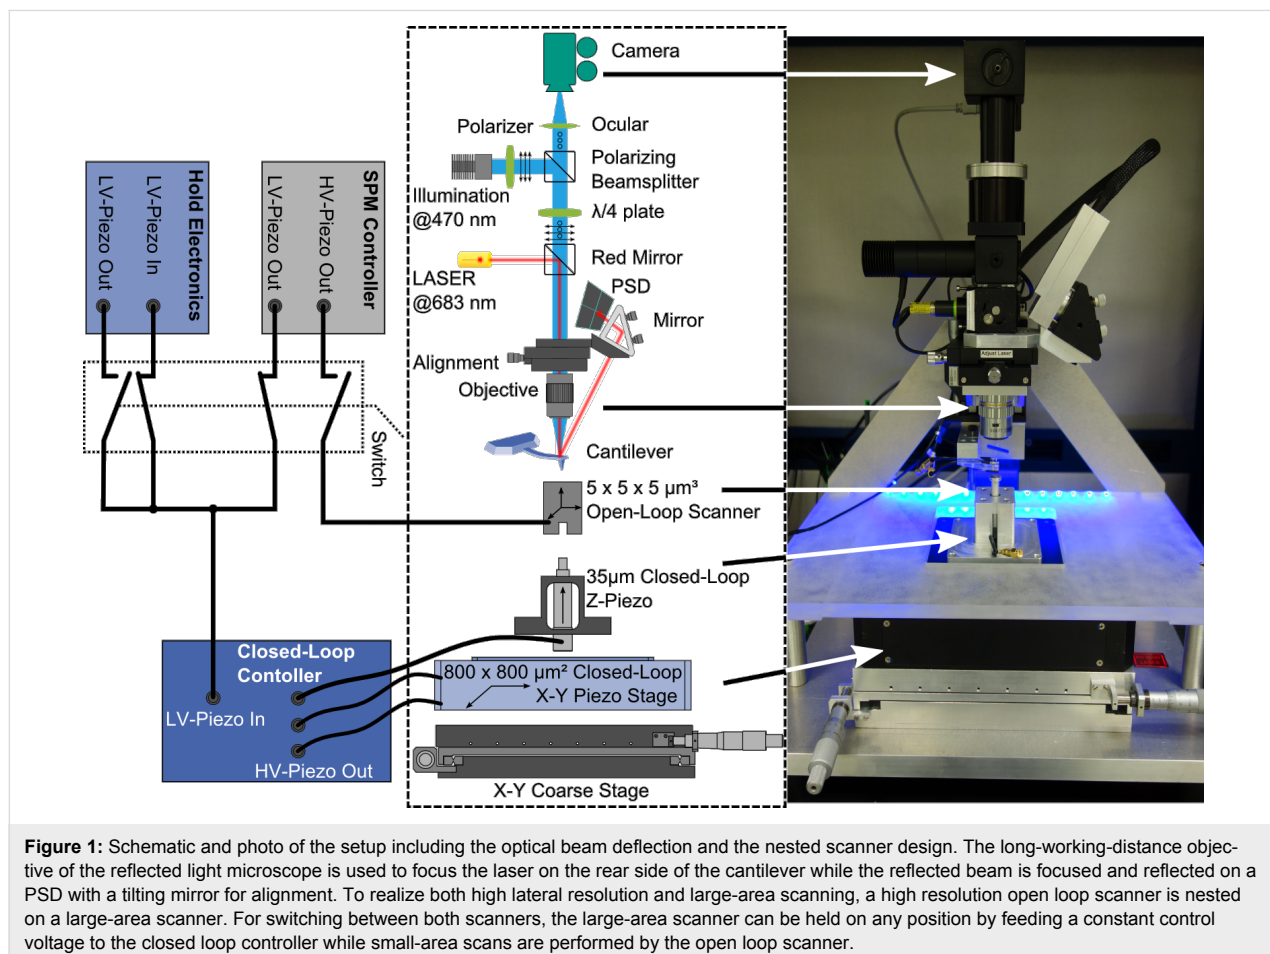 Camera
Polarizer
Ocular
Polarizing
Beamsplitter
Illumination
@470 nm
λ/4 plate
Red Mirror
LASER
@683 nm
PSD
Mirror
Alignment
Objective
Cantilever
5 x 5 x 5 µm³
Open-Loop Scanner
35µm Closed-Loop
Z-Piezo
800 x 800 µm² Closed-Loop
X-Y Piezo Stage
X-Y Coarse Stage
Hold Electronics
LV-Piezo In
LV-Piezo Out
SPM Controller
HV-Piezo Out
LV-Piezo Out
Switch
Closed-Loop
Contoller
LV-Piezo In
HV-Piezo Out
Adjust Laser
Figure 1: Schematic and photo of the setup including the optical beam deflection and the nested scanner design. The long-working-distance objec-
tive of the reflected light microscope is used to focus the laser on the rear side of the cantilever while the reflected beam is focused and reflected on a
PSD with a tilting mirror for alignment. To realize both high lateral resolution and large-area scanning, a high resolution open loop scanner is nested
on a large-area scanner. For switching between both scanners, the large-area scanner can be held on any position by feeding a constant control
voltage to the closed loop controller while small-area scans are performed by the open loop scanner.